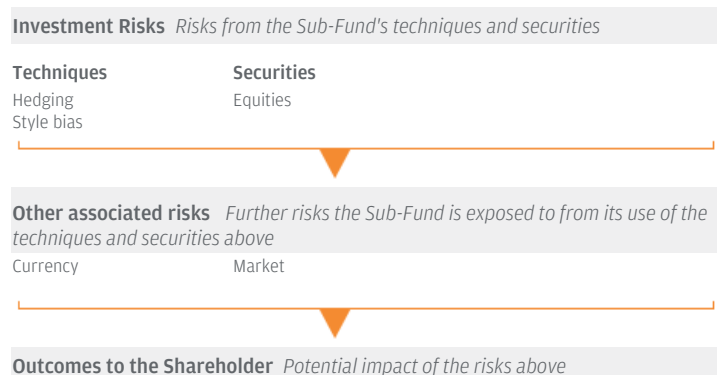 Investment Risks Risks from the Sub-Fund's techniques and securities
Techniques Securities
Hedging Equities
Style bias
Other associated risks Further risks the Sub-Fund is exposed to from its use of the
techniques and securities above
Currency Market
Outcomes to the Shareholder Potential impact of the risks above